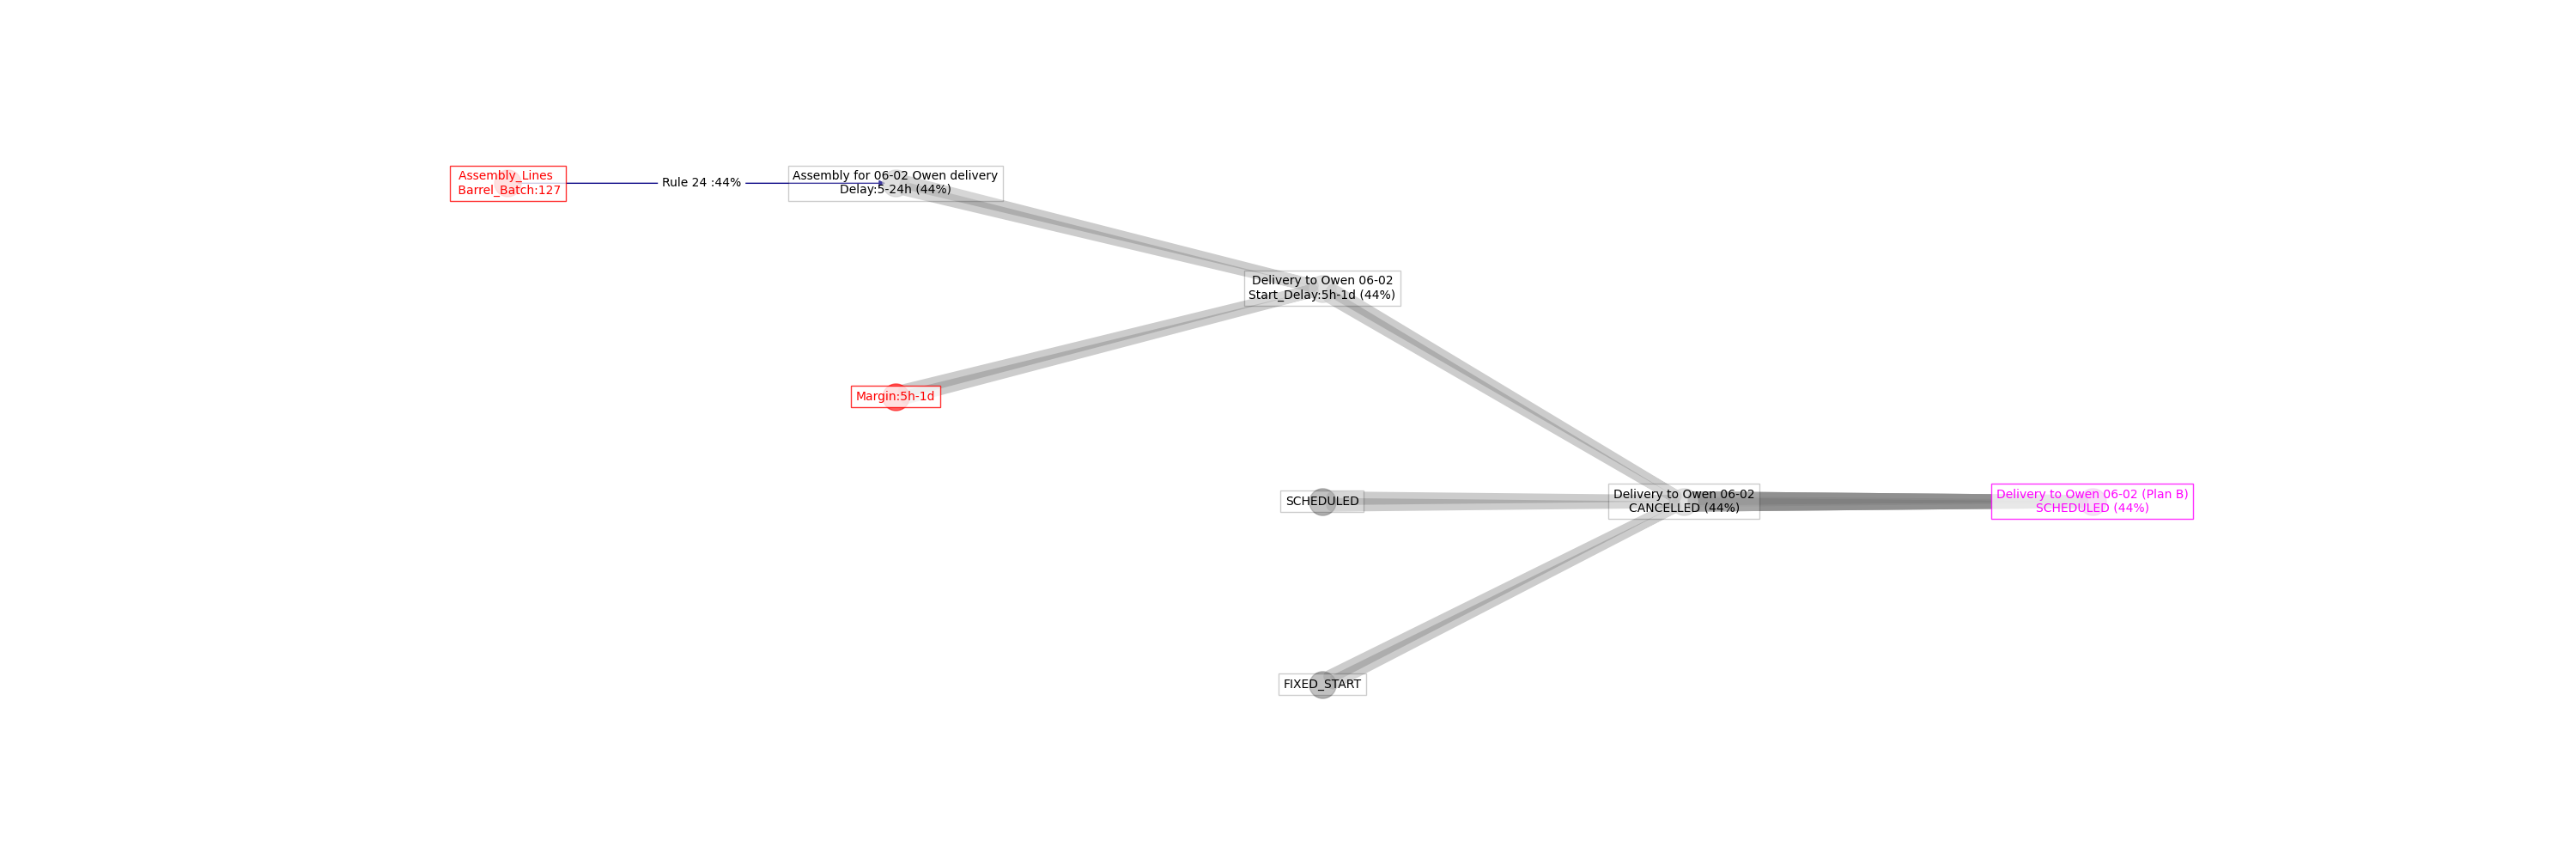 Assembly_Lines
Barrel_Batch:127
Rule 24 :44%
Assembly for 06-02 Owen delivery
Delay:5-24h (44%)
Delivery to Owen 06-02
Start_Delay:5h-1d (44%)
Margin:5h-1d
SCHEDULED
Delivery to Owen 06-02
CANCELLED (44%)
Delivery to Owen 06-02 (Plan B)
SCHEDULED (44%)
FIXED_START